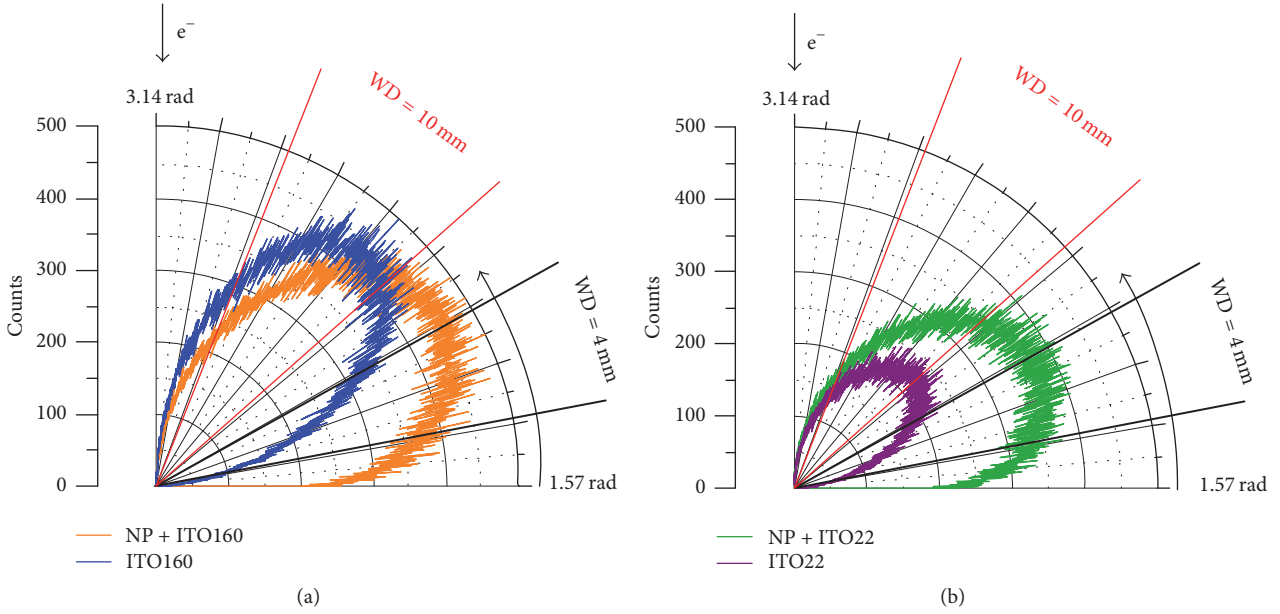 e⁻
3.14 rad
WD = 10 mm
500
400
300
200
100
0
Counts
WD = 4 mm
1.57 rad
NP + ITO160
ITO160
(a)
e⁻
3.14 rad
WD = 10 mm
500
400
300
200
100
0
Counts
WD = 4 mm
1.57 rad
NP + ITO22
ITO22
(b)